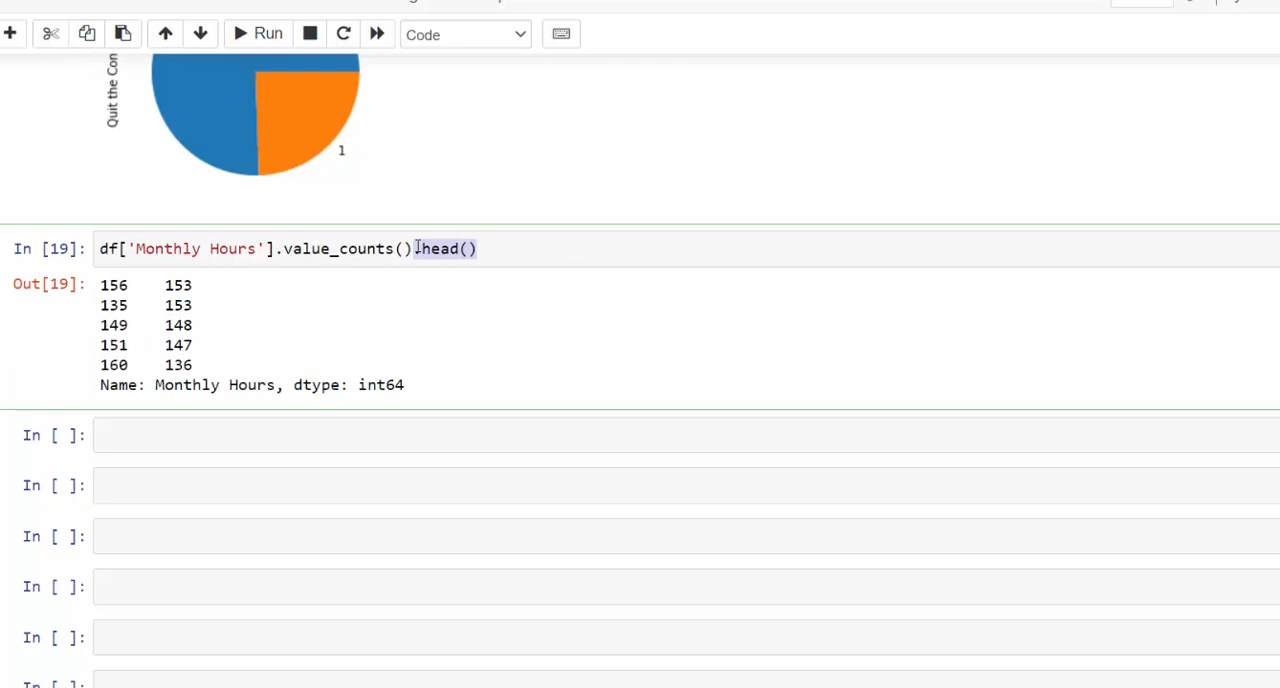 Run
Code
Quit the Con
1
In [19]: df['Monthly Hours'].value_counts().head()
Out[19]: 156 153
135 153
149 148
151 147
160 136
Name: Monthly Hours, dtype: int64
In [ ]:
In [ ]:
In [ ]:
In [ ]:
In [ ]:
In [ ]: